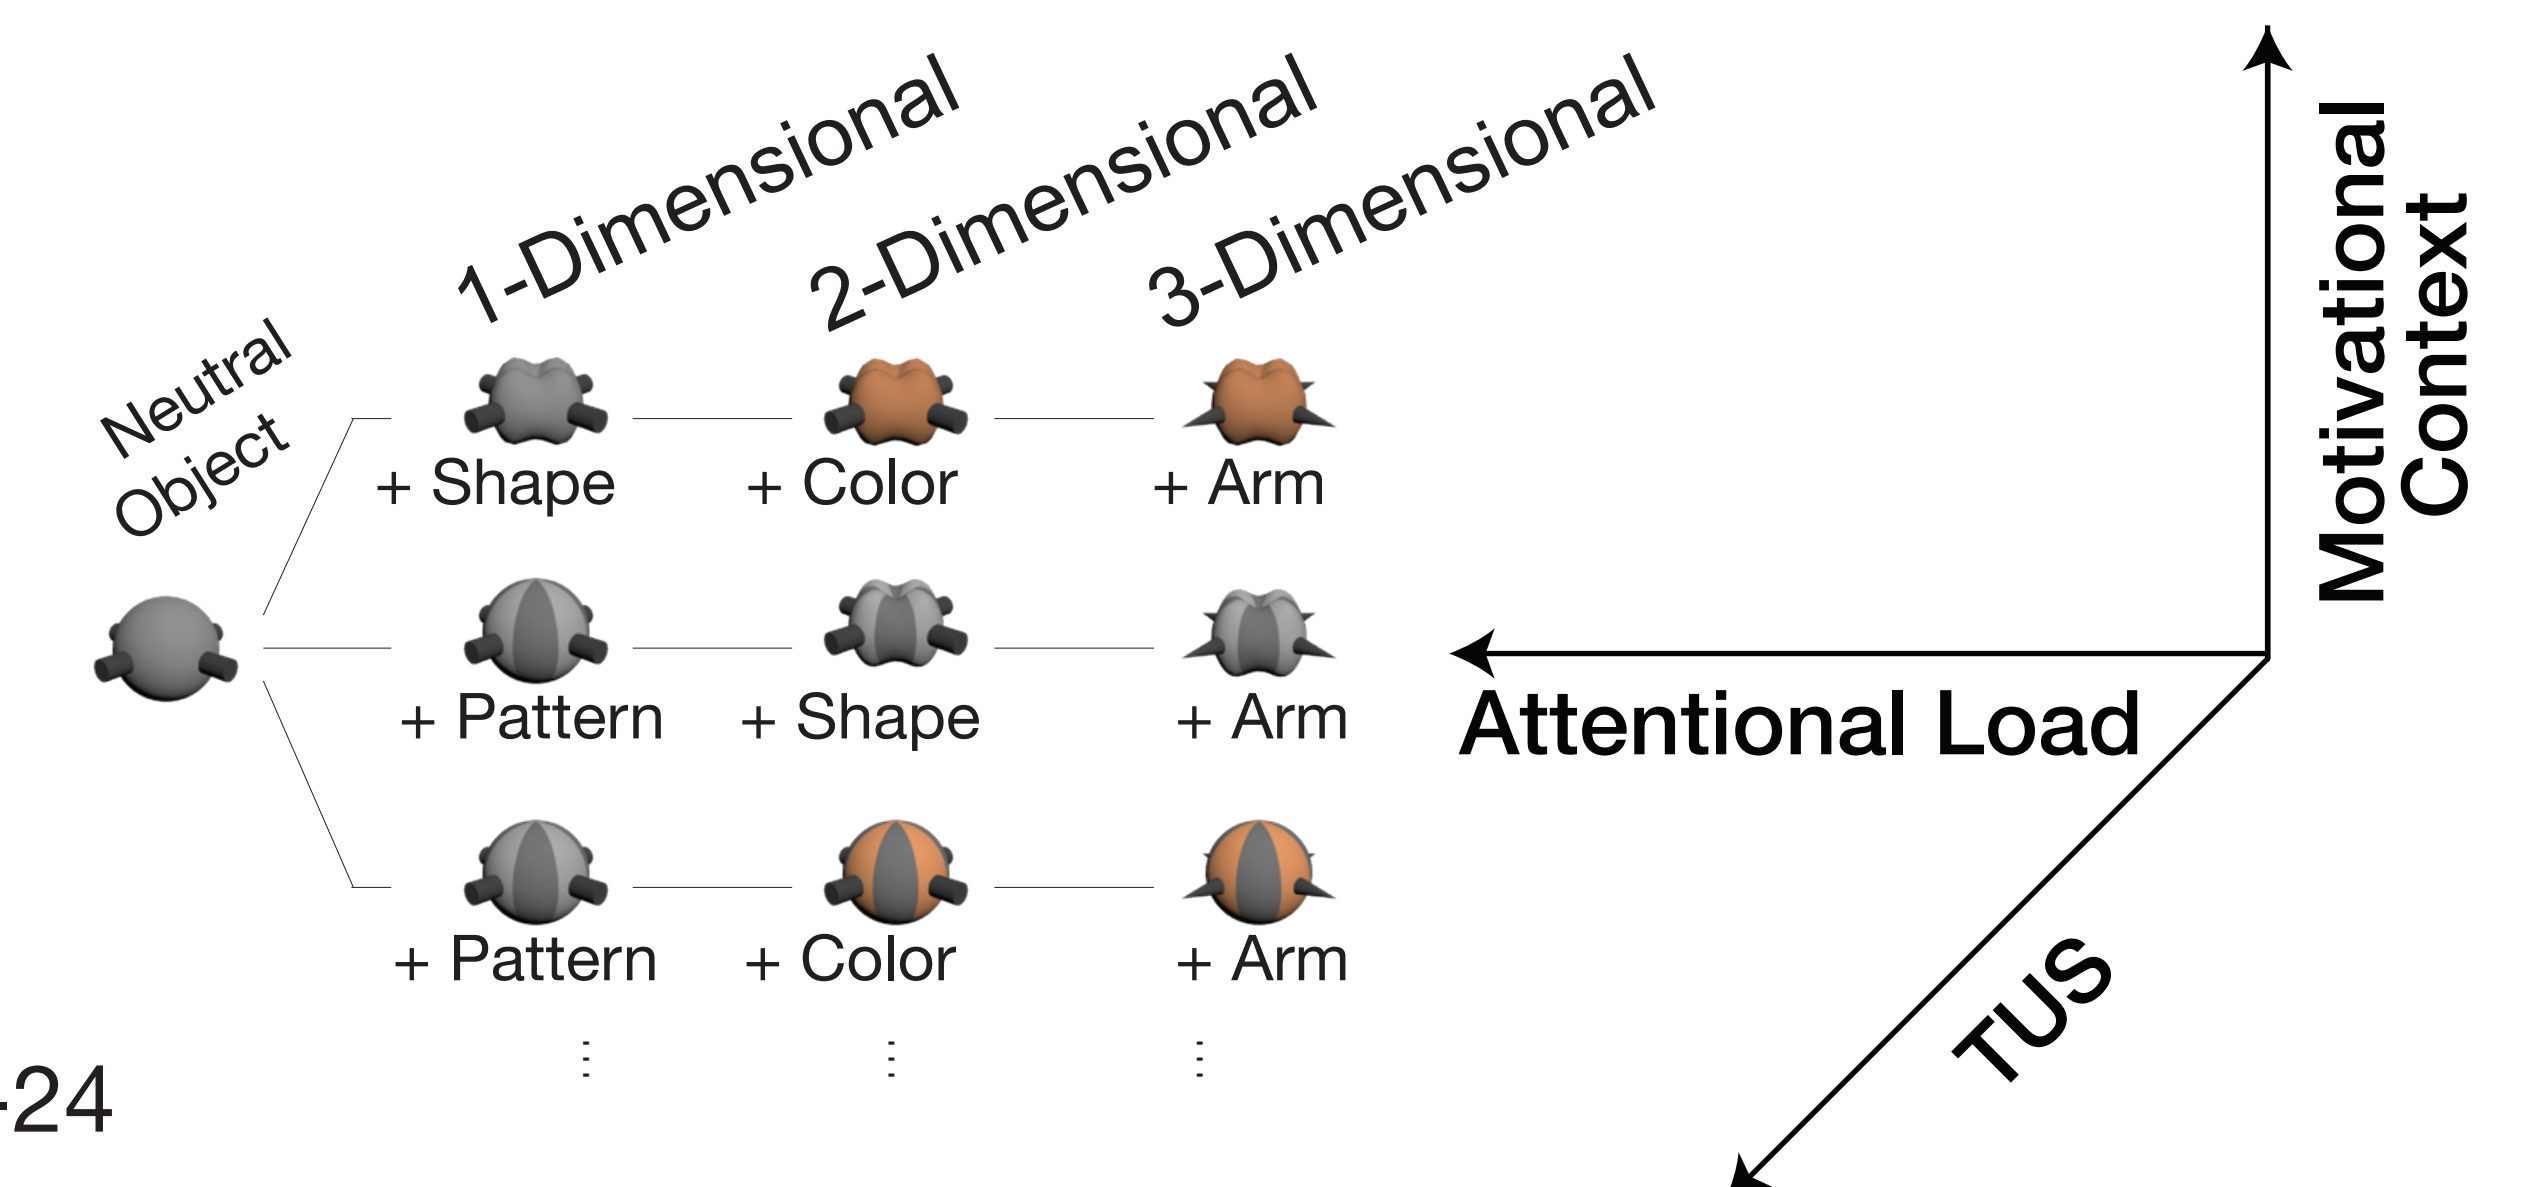 1-Dimensional
2-Dimensional
3-Dimensional
Neutral
Object
+ Shape
+ Color
+ Arm
+ Pattern
+ Shape
+ Arm
+ Pattern
+ Color
+ Arm
-24
Motivational
Context
Attentional Load
TUS